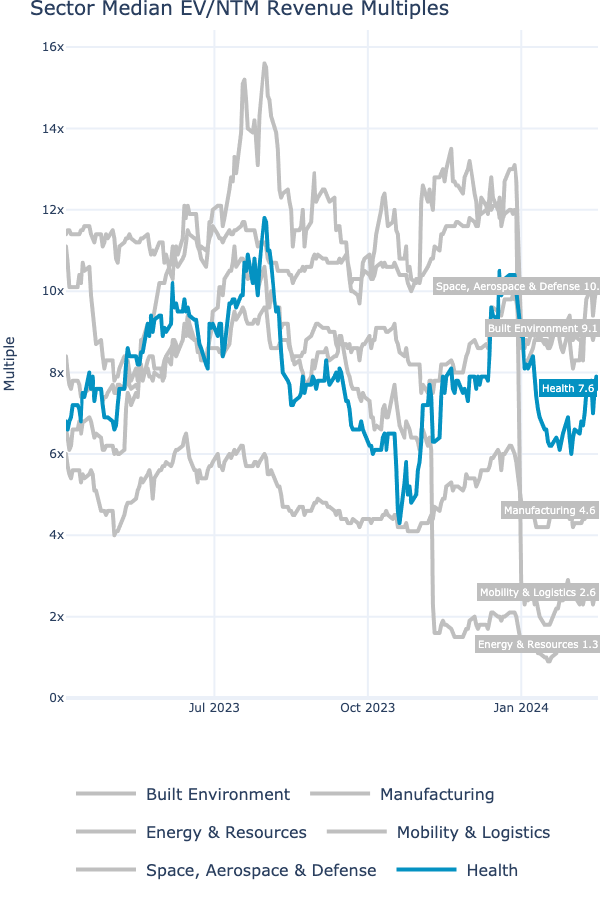 Sector Median EV/NTM Revenue Multiples
16x
14x
12x
10x
8x
6x
4x
2x
0x
Multiple
Space, Aerospace & Defense 10.
Built Environment 9.1
Health 7.6
Manufacturing 4.6
Mobility & Logistics 2.6
Energy & Resources 1.3
Jul 2023
Oct 2023
Jan 2024
Built Environment
Manufacturing
Energy & Resources
Mobility & Logistics
Space, Aerospace & Defense
Health